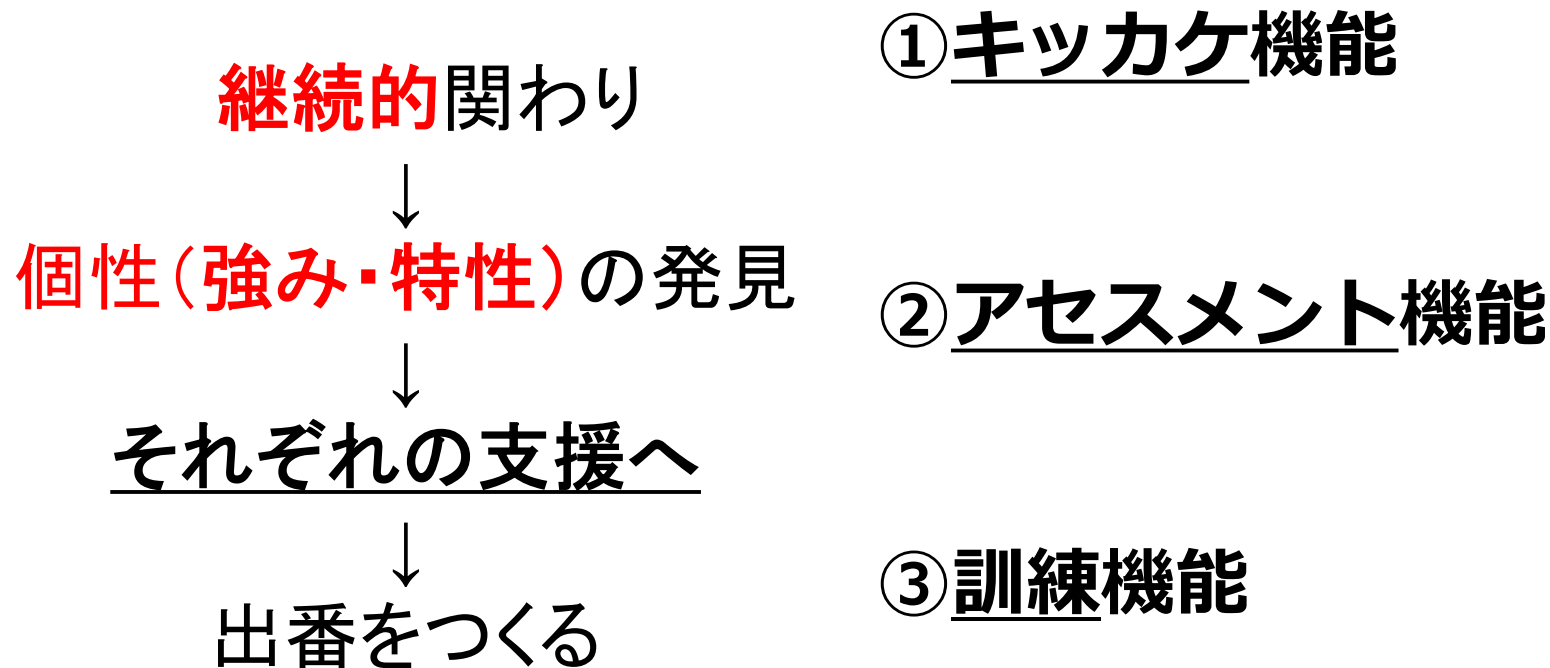 継続的関わり
↓
個性（強み・特性）の発見
↓
それぞれの支援へ
↓
出番をつくる
①キッカケ機能
②アセスメント機能
③訓練機能